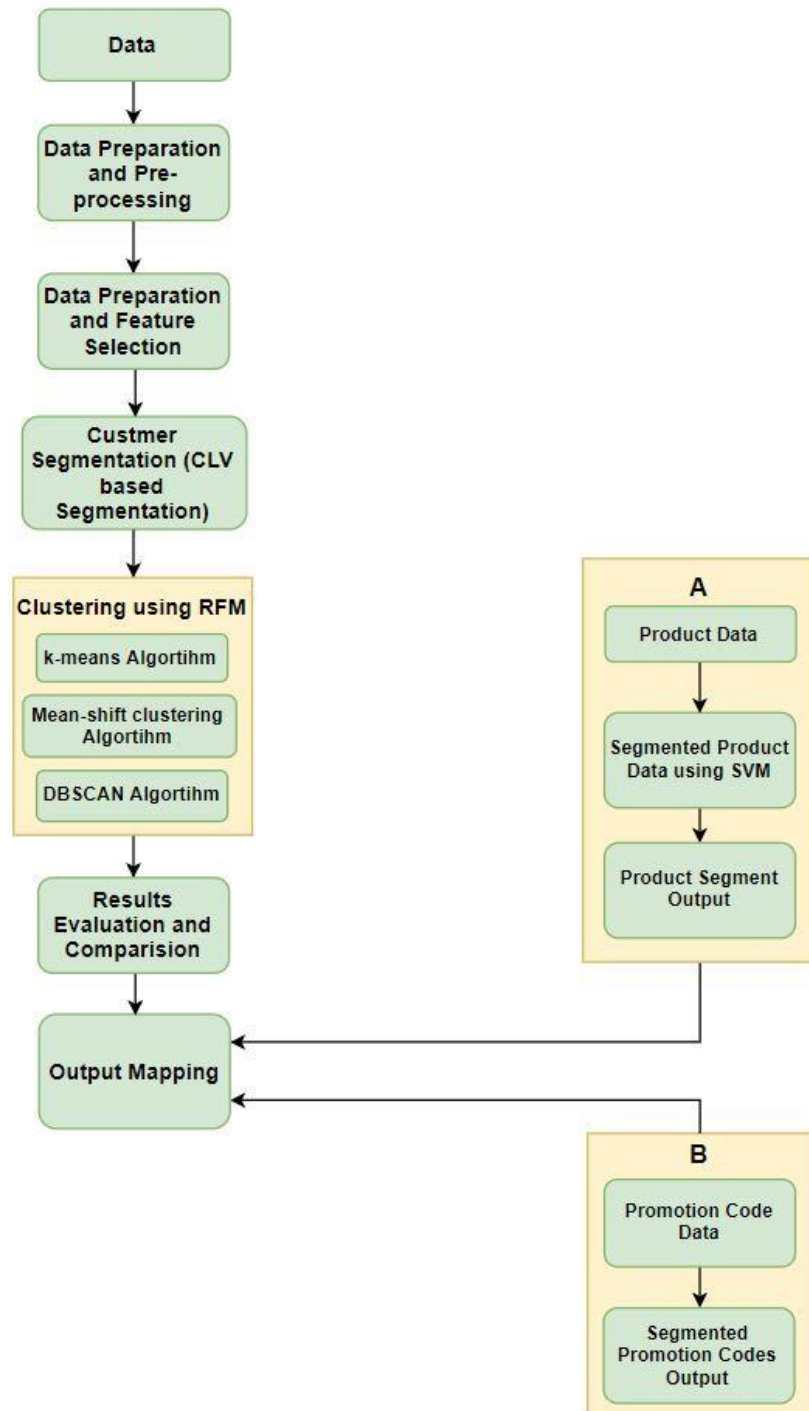 Data
Data Preparation
and Pre-
processing
Data Preparation
and Feature
Selection
Custmer
Segmentation (CLV
based
Segmentation)
Clustering using RFM
k-means Algortihm
Mean-shift clustering
Algortihm
DBSCAN Algortihm
Results
Evaluation and
Comparision
Output Mapping
A
Product Data
Segmented Product
Data using SVM
Product Segment
Output
B
Promotion Code
Data
Segmented
Promotion Codes
Output